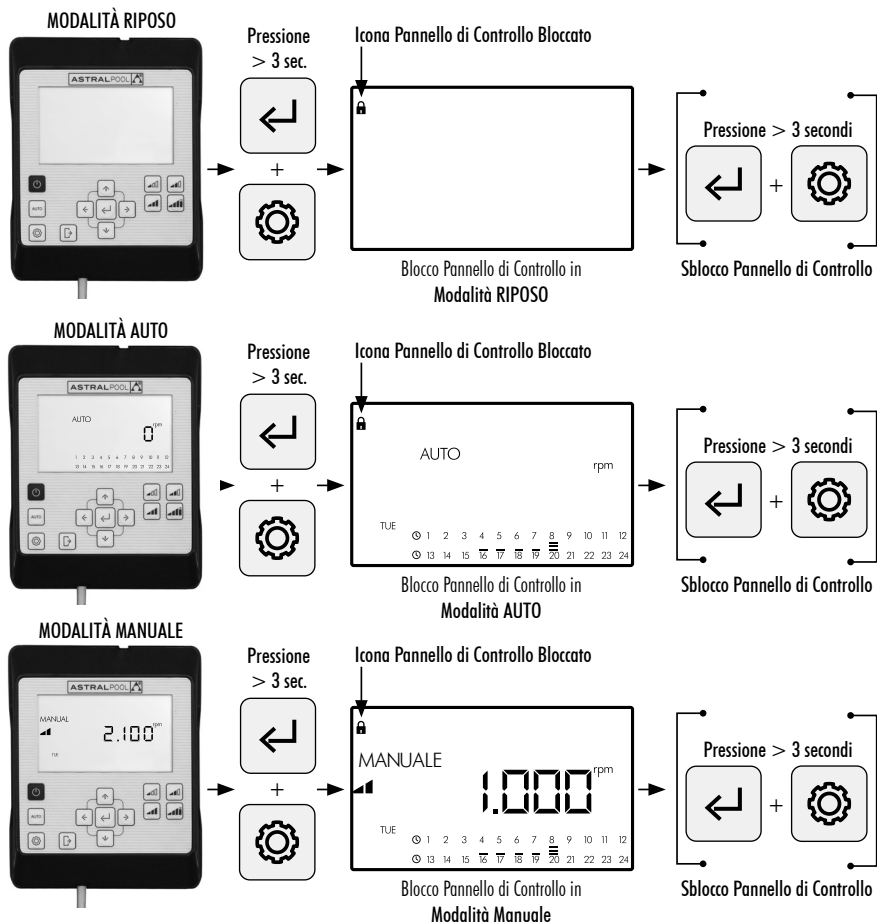 MODALITÀ RIPOSO
Pressione
> 3 sec.
Icona Pannello di Controllo Bloccato
ASTRALPOOL
AUTO
+
Pressione > 3 secondi
+
Blocco Pannello di Controllo in
Modalità RIPOSO
Sblocco Pannello di Controllo
MODALITÀ AUTO
Pressione
> 3 sec.
Icona Pannello di Controllo Bloccato
ASTRALPOOL
AUTO
0 rpm
1 2 3 4 5 6 7 8 9 10 11 12
13 14 15 16 17 18 19 20 21 22 23 24
AUTO
+
AUTO
rpm
TUE
1 2 3 4 5 6 7 8 9 10 11 12
13 14 15 16 17 18 19 20 21 22 23 24
Pressione > 3 secondi
+
Blocco Pannello di Controllo in
Modalità AUTO
Sblocco Pannello di Controllo
MODALITÀ MANUALE
Pressione
> 3 sec.
Icona Pannello di Controllo Bloccato
ASTRALPOOL
MANUAL
2.100 rpm
TUE
AUTO
+
MANUALE
1.000 rpm
TUE
1 2 3 4 5 6 7 8 9 10 11 12
13 14 15 16 17 18 19 20 21 22 23 24
Pressione > 3 secondi
+
Blocco Pannello di Controllo in
Modalità Manuale
Sblocco Pannello di Controllo